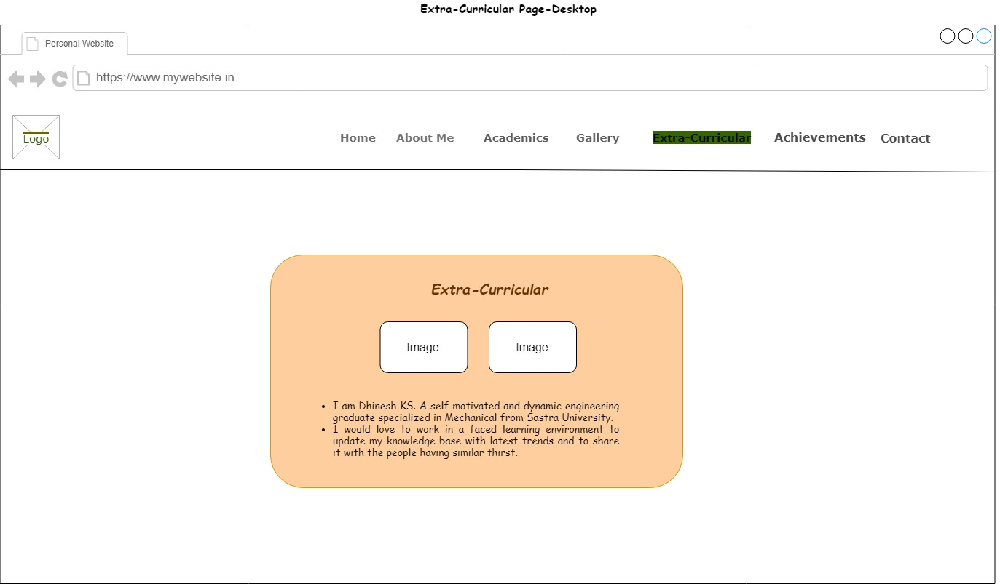 Extra-Curricular Page-Desktop
Personal Website
https://www.mywebsite.in
Logo
Home About Me Academics Gallery Extra-Curricular Achievements Contact
Extra-Curricular
Image Image
• I am Dhinesh KS. A self motivated and dynamic engineering
graduate specialized in Mechanical from Sastra University.
• I would love to work in a faced learning environment to
update my knowledge base with latest trends and to share
it with the people having similar thirst.